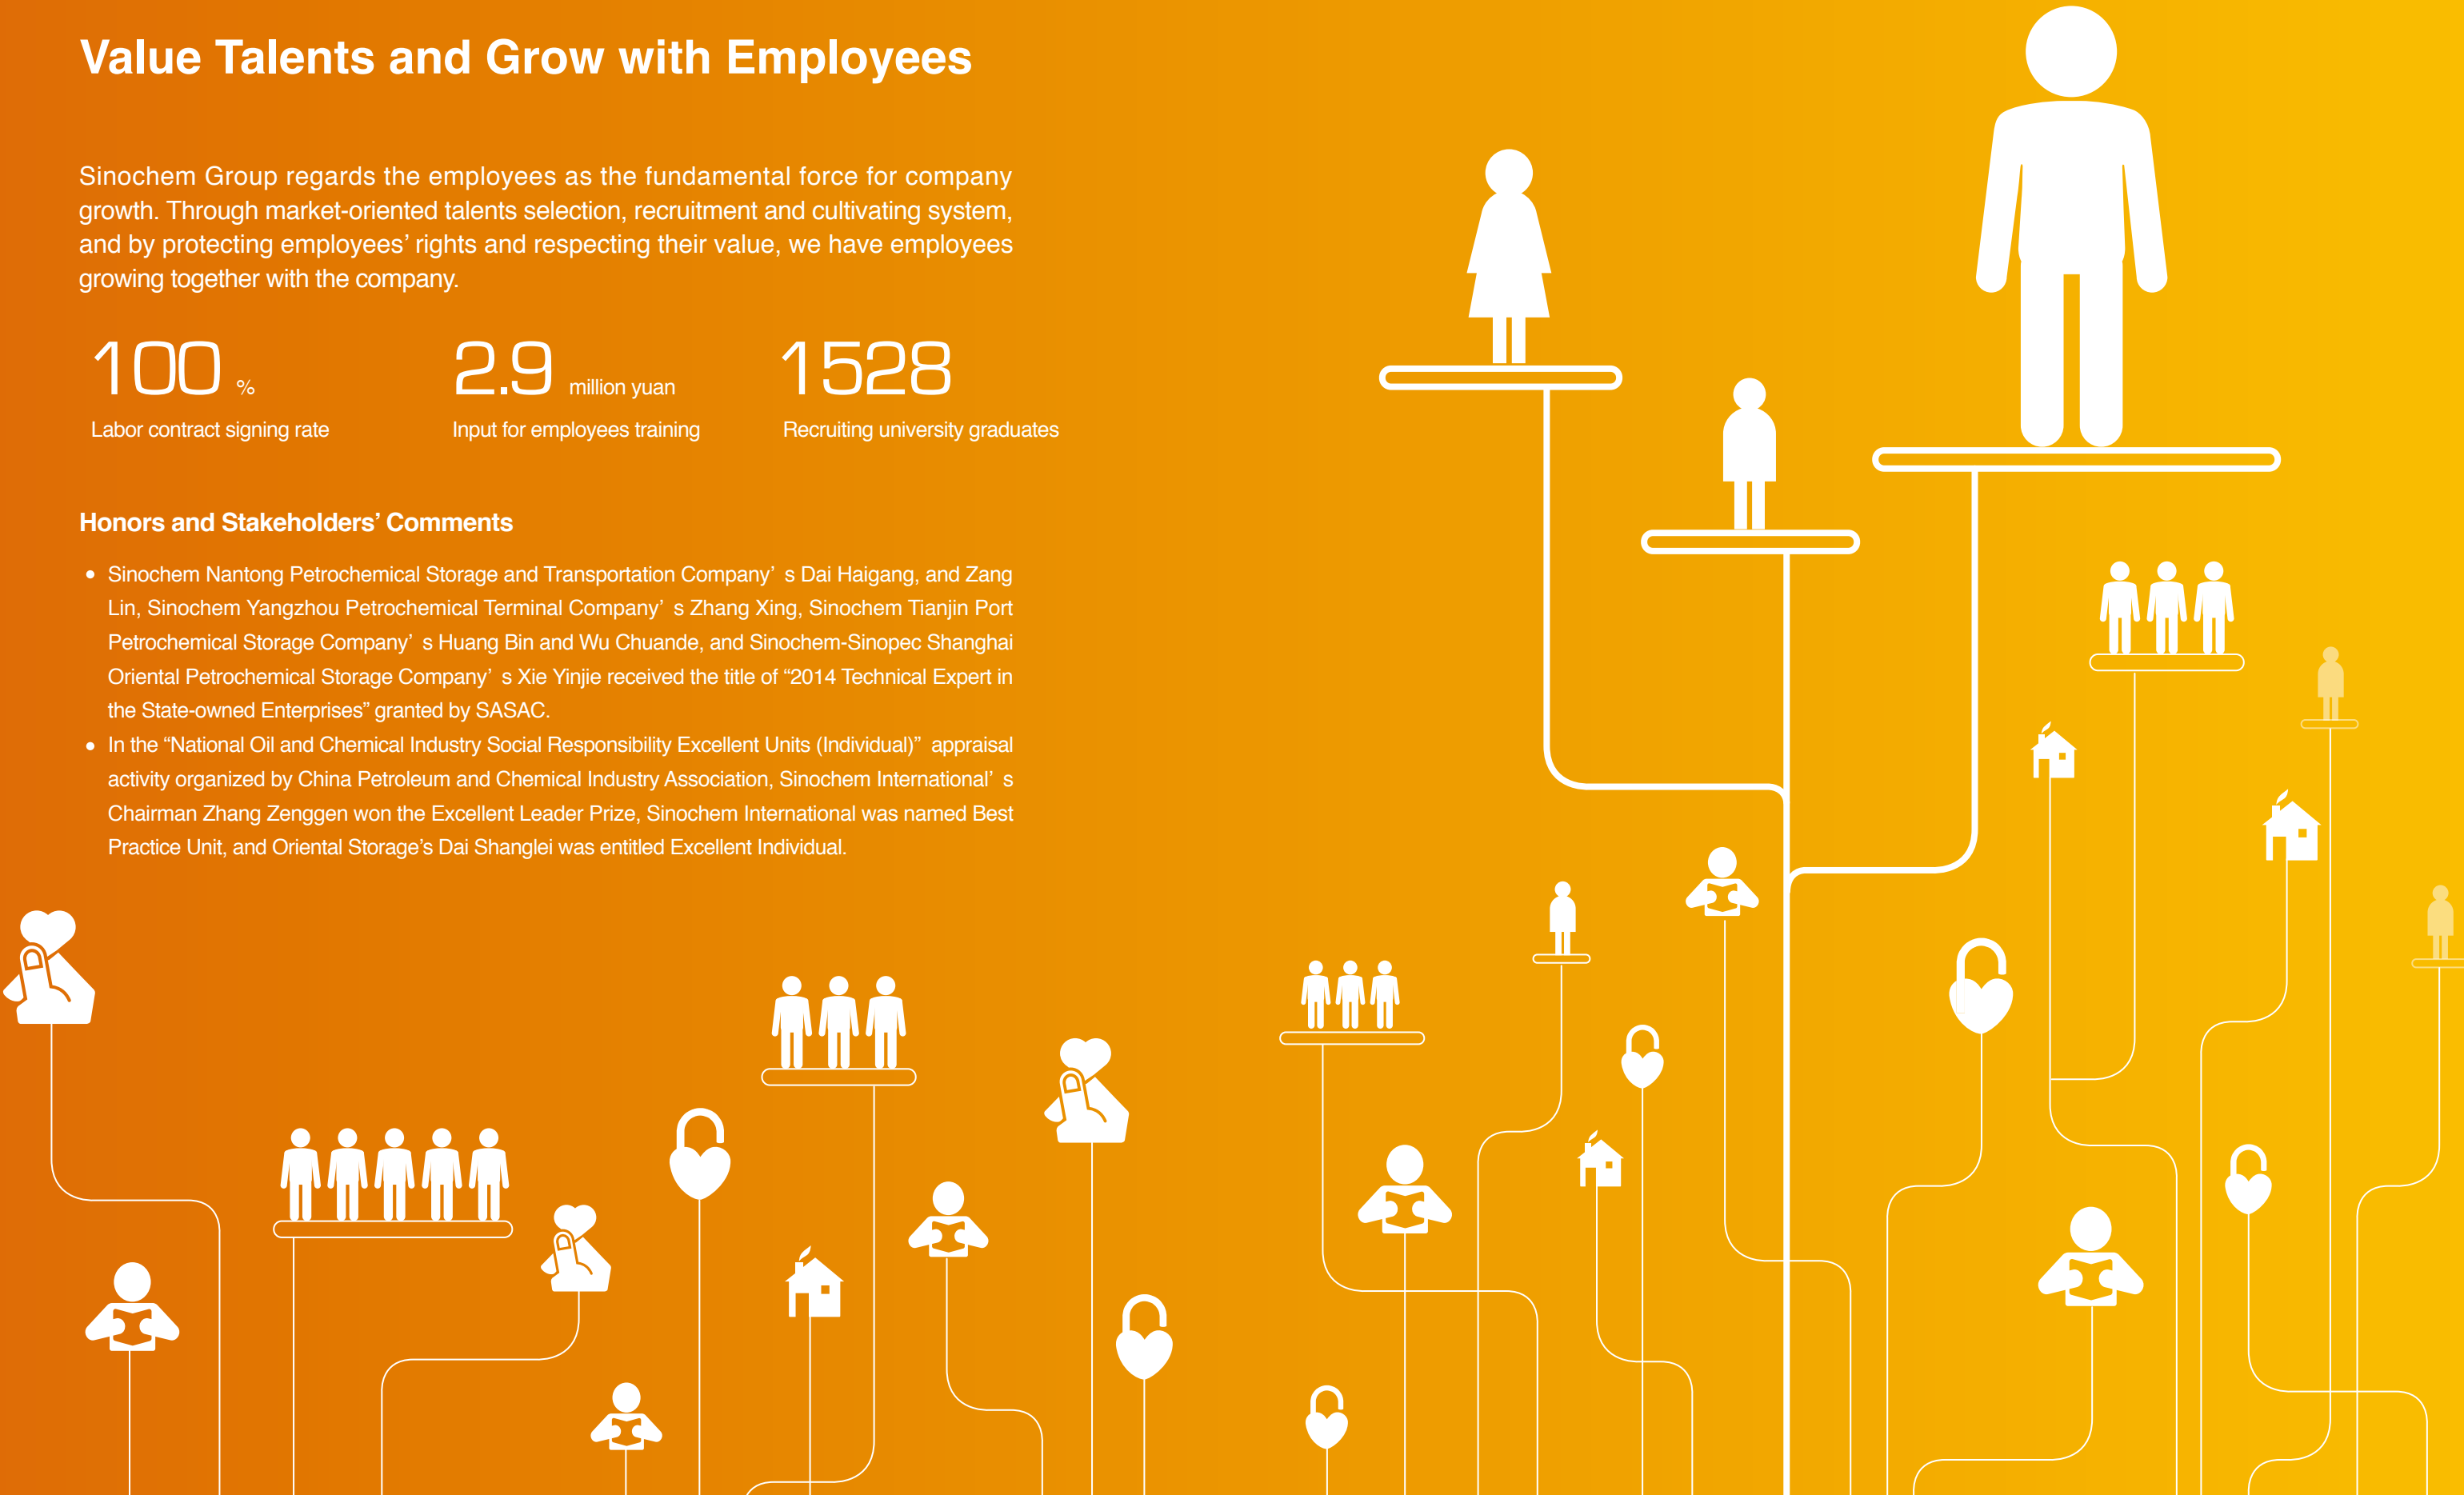 Value Talents and Grow with Employees
Sinochem Group regards the employees as the fundamental force for company
growth. Through market-oriented talents selection, recruitment and cultivating system,
and by protecting employees’ rights and respecting their value, we have employees
growing together with the company.
100 %
Labor contract signing rate
2.9 million yuan
Input for employees training
1528
Recruiting university graduates
Honors and Stakeholders’ Comments
• Sinochem Nantong Petrochemical Storage and Transportation Company’ s Dai Haigang, and Zang
Lin, Sinochem Yangzhou Petrochemical Terminal Company’ s Zhang Xing, Sinochem Tianjin Port
Petrochemical Storage Company’ s Huang Bin and Wu Chuande, and Sinochem-Sinopec Shanghai
Oriental Petrochemical Storage Company’ s Xie Yinjie received the title of “2014 Technical Expert in
the State-owned Enterprises” granted by SASAC.
• In the “National Oil and Chemical Industry Social Responsibility Excellent Units (Individual)” appraisal
activity organized by China Petroleum and Chemical Industry Association, Sinochem International’ s
Chairman Zhang Zenggen won the Excellent Leader Prize, Sinochem International was named Best
Practice Unit, and Oriental Storage’s Dai Shanglei was entitled Excellent Individual.